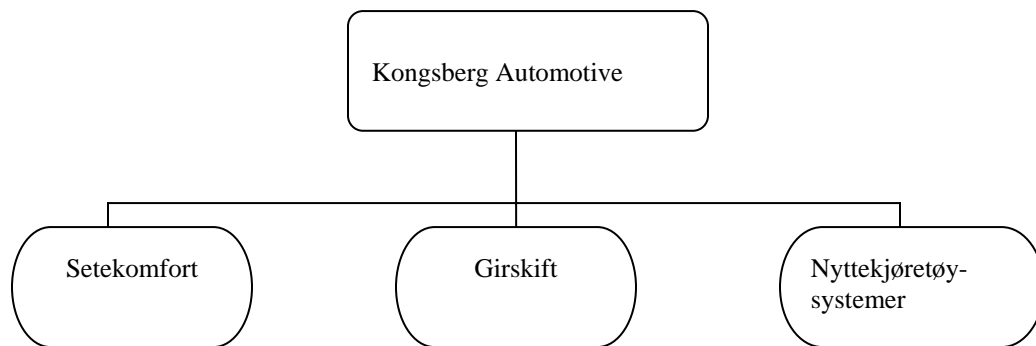 Kongsberg Automotive
Setekomfort
Girskift
Nyttekjøretøy-
systemer